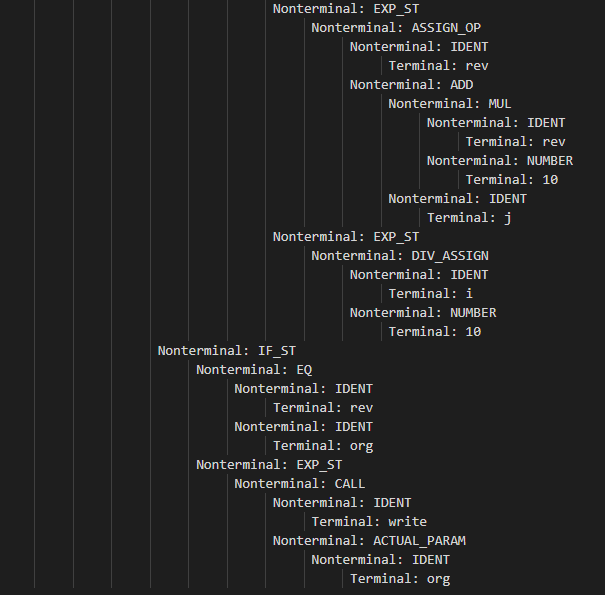 Nonterminal: EXP_ST
Nonterminal: ASSIGN_OP
Nonterminal: IDENT
Terminal: rev
Nonterminal: ADD
Nonterminal: MUL
Nonterminal: IDENT
Terminal: rev
Nonterminal: NUMBER
Terminal: 10
Nonterminal: IDENT
Terminal: j
Nonterminal: EXP_ST
Nonterminal: DIV_ASSIGN
Nonterminal: IDENT
Terminal: i
Nonterminal: NUMBER
Terminal: 10
Nonterminal: IF_ST
Nonterminal: EQ
Nonterminal: IDENT
Terminal: rev
Nonterminal: IDENT
Terminal: org
Nonterminal: EXP_ST
Nonterminal: CALL
Nonterminal: IDENT
Terminal: write
Nonterminal: ACTUAL_PARAM
Nonterminal: IDENT
Terminal: org